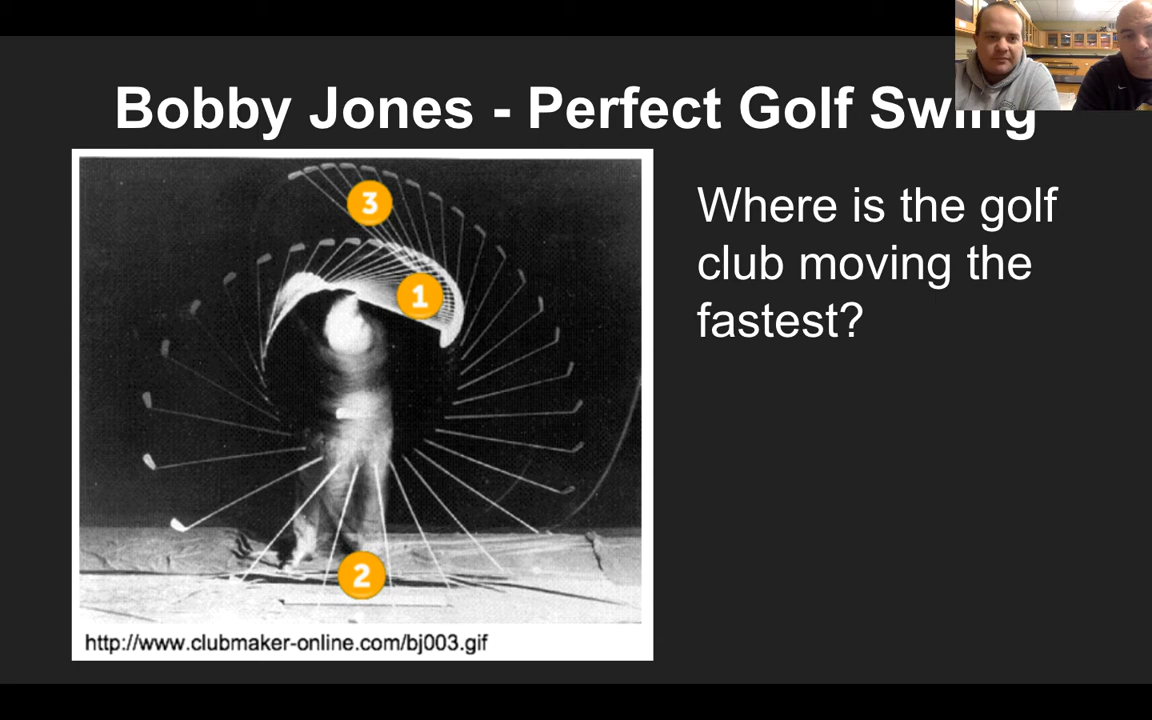 Bobby Jones - Perfect Golf Swing
3
1
2
http://www.clubmaker-online.com/bj003.gif
Where is the golf
club moving the
fastest?